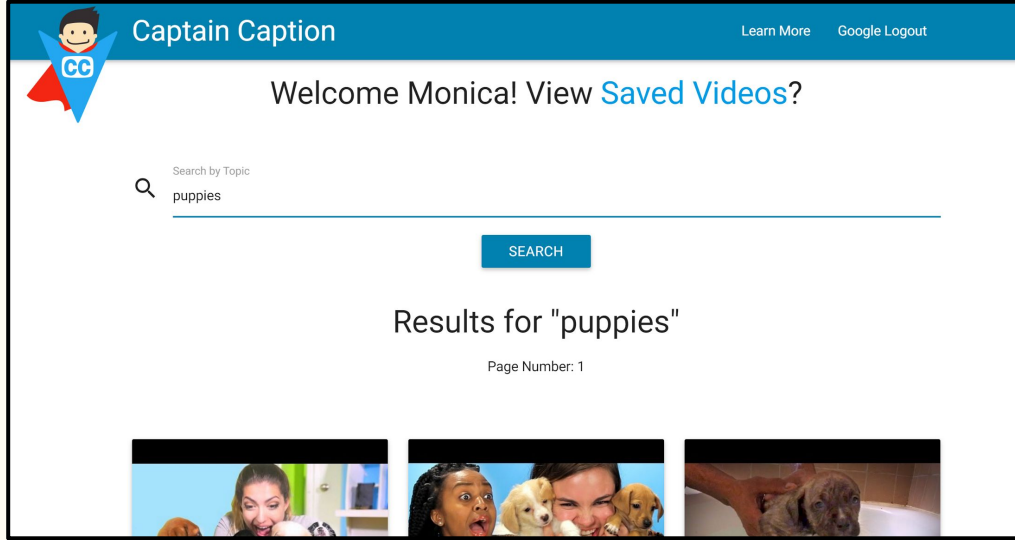 Captain Caption
Learn More
Google Logout
CC
Welcome Monica! View Saved Videos?
Search by Topic
puppies
SEARCH
Results for "puppies"
Page Number: 1